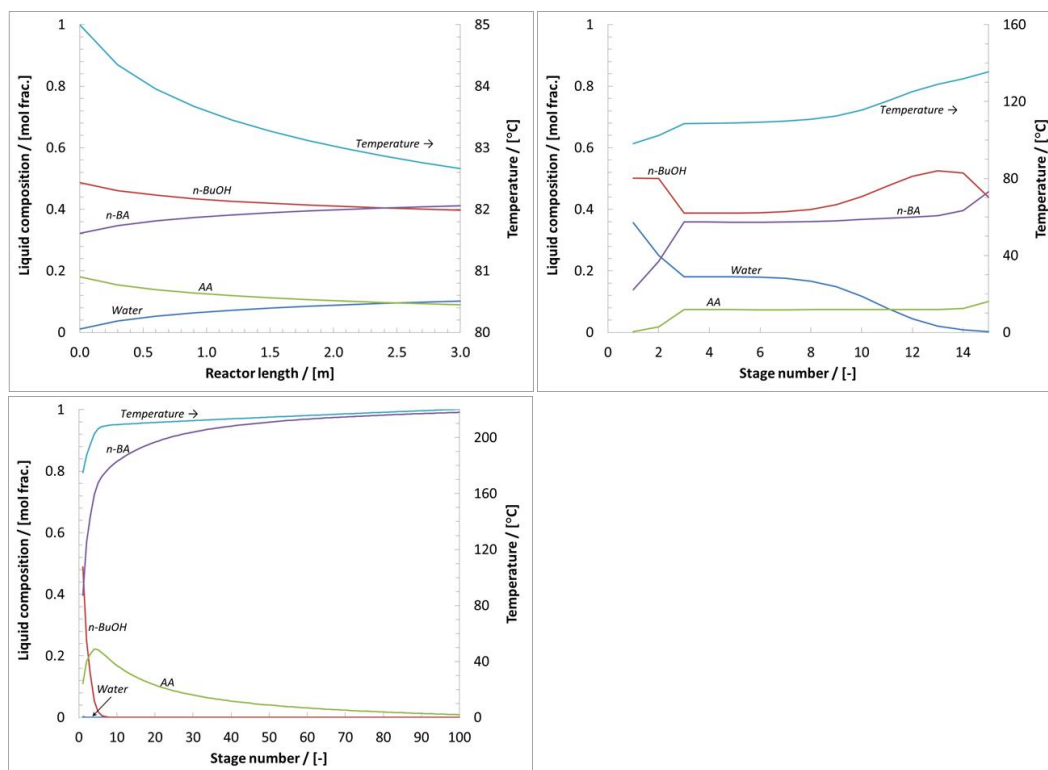 1
0.8
0.6
0.4
0.2
0
85
84
83
82
81
80
0.0 0.5 1.0 1.5 2.0 2.5 3.0
Liquid composition / [mol frac.]
Temperature / [°C]
Reactor length / [m]
Temperature →
n-BuOH
n-BA
AA
Water
1
0.8
0.6
0.4
0.2
0
160
120
80
40
0
0 2 4 6 8 10 12 14
Liquid composition / [mol frac.]
Temperature / [°C]
Stage number / [-]
Temperature →
n-BuOH
n-BA
Water
AA
1
0.8
0.6
0.4
0.2
0
200
160
120
80
40
0
0 10 20 30 40 50 60 70 80 90 100
Liquid composition / [mol frac.]
Temperature / [°C]
Stage number / [-]
Temperature →
n-BA
n-BuOH
AA
Water